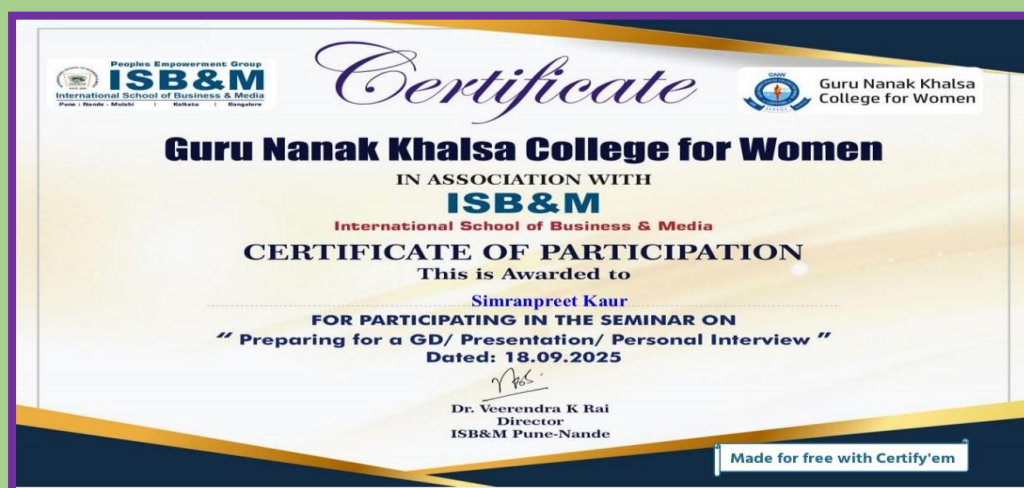 Peoples Empowerment Group
ISB&M
International School of Business & Media
Pune : Nande - Mulshi | Kolkata | Bangalore
Certificate
GNW
Guru Nanak Khalsa
College for Women
Guru Nanak Khalsa College for Women
IN ASSOCIATION WITH
ISB&M
International School of Business & Media
CERTIFICATE OF PARTICIPATION
This is Awarded to
Simranpreet Kaur
FOR PARTICIPATING IN THE SEMINAR ON
“ Preparing for a GD/ Presentation/ Personal Interview ”
Dated: 18.09.2025
Dr. Veerendra K Rai
Director
ISB&M Pune-Nande
Made for free with Certify'em